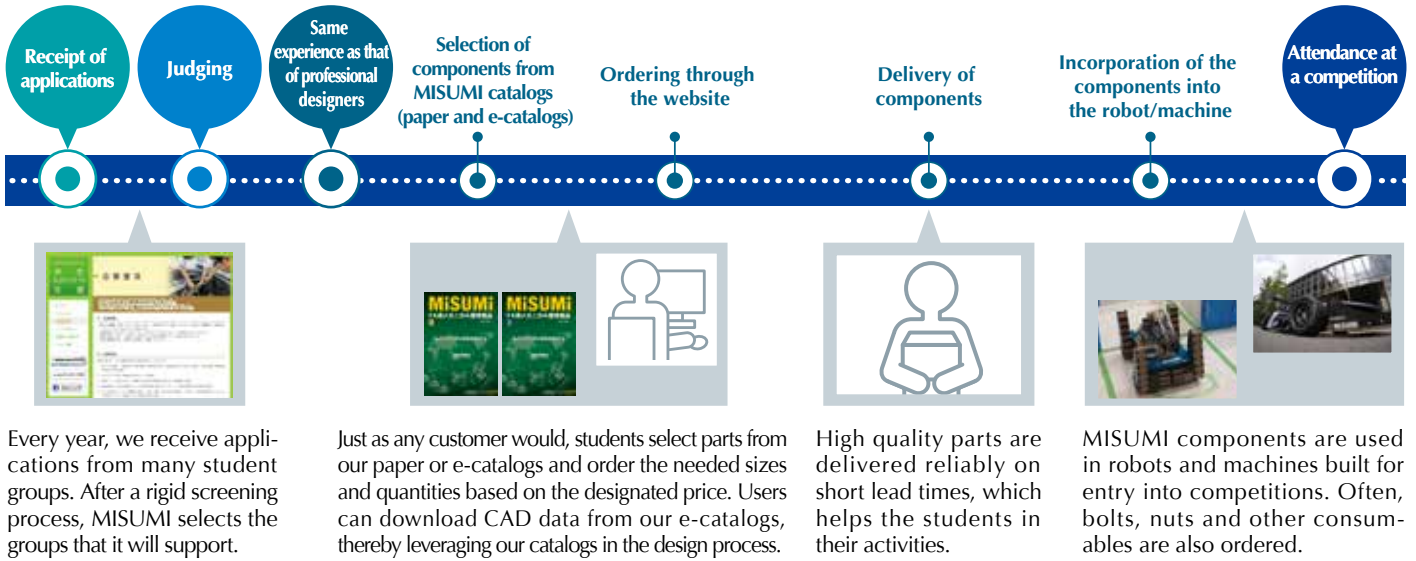 Receipt of
applications
Judging
Same
experience as that
of professional
designers
Selection of
components from
MISUMI catalogs
(paper and e-catalogs)
Ordering through
the website
Delivery of
components
Incorporation of the
components into
the robot/machine
Attendance at
a competition
MiSUMi
MiSUMi
Every year, we receive appli-
cations from many student
groups. After a rigid screening
process, MISUMI selects the
groups that it will support.
Just as any customer would, students select parts from
our paper or e-catalogs and order the needed sizes
and quantities based on the designated price. Users
can download CAD data from our e-catalogs,
thereby leveraging our catalogs in the design process.
High quality parts are
delivered reliably on
short lead times, which
helps the students in
their activities.
MISUMI components are used
in robots and machines built for
entry into competitions. Often,
bolts, nuts and other consum-
ables are also ordered.